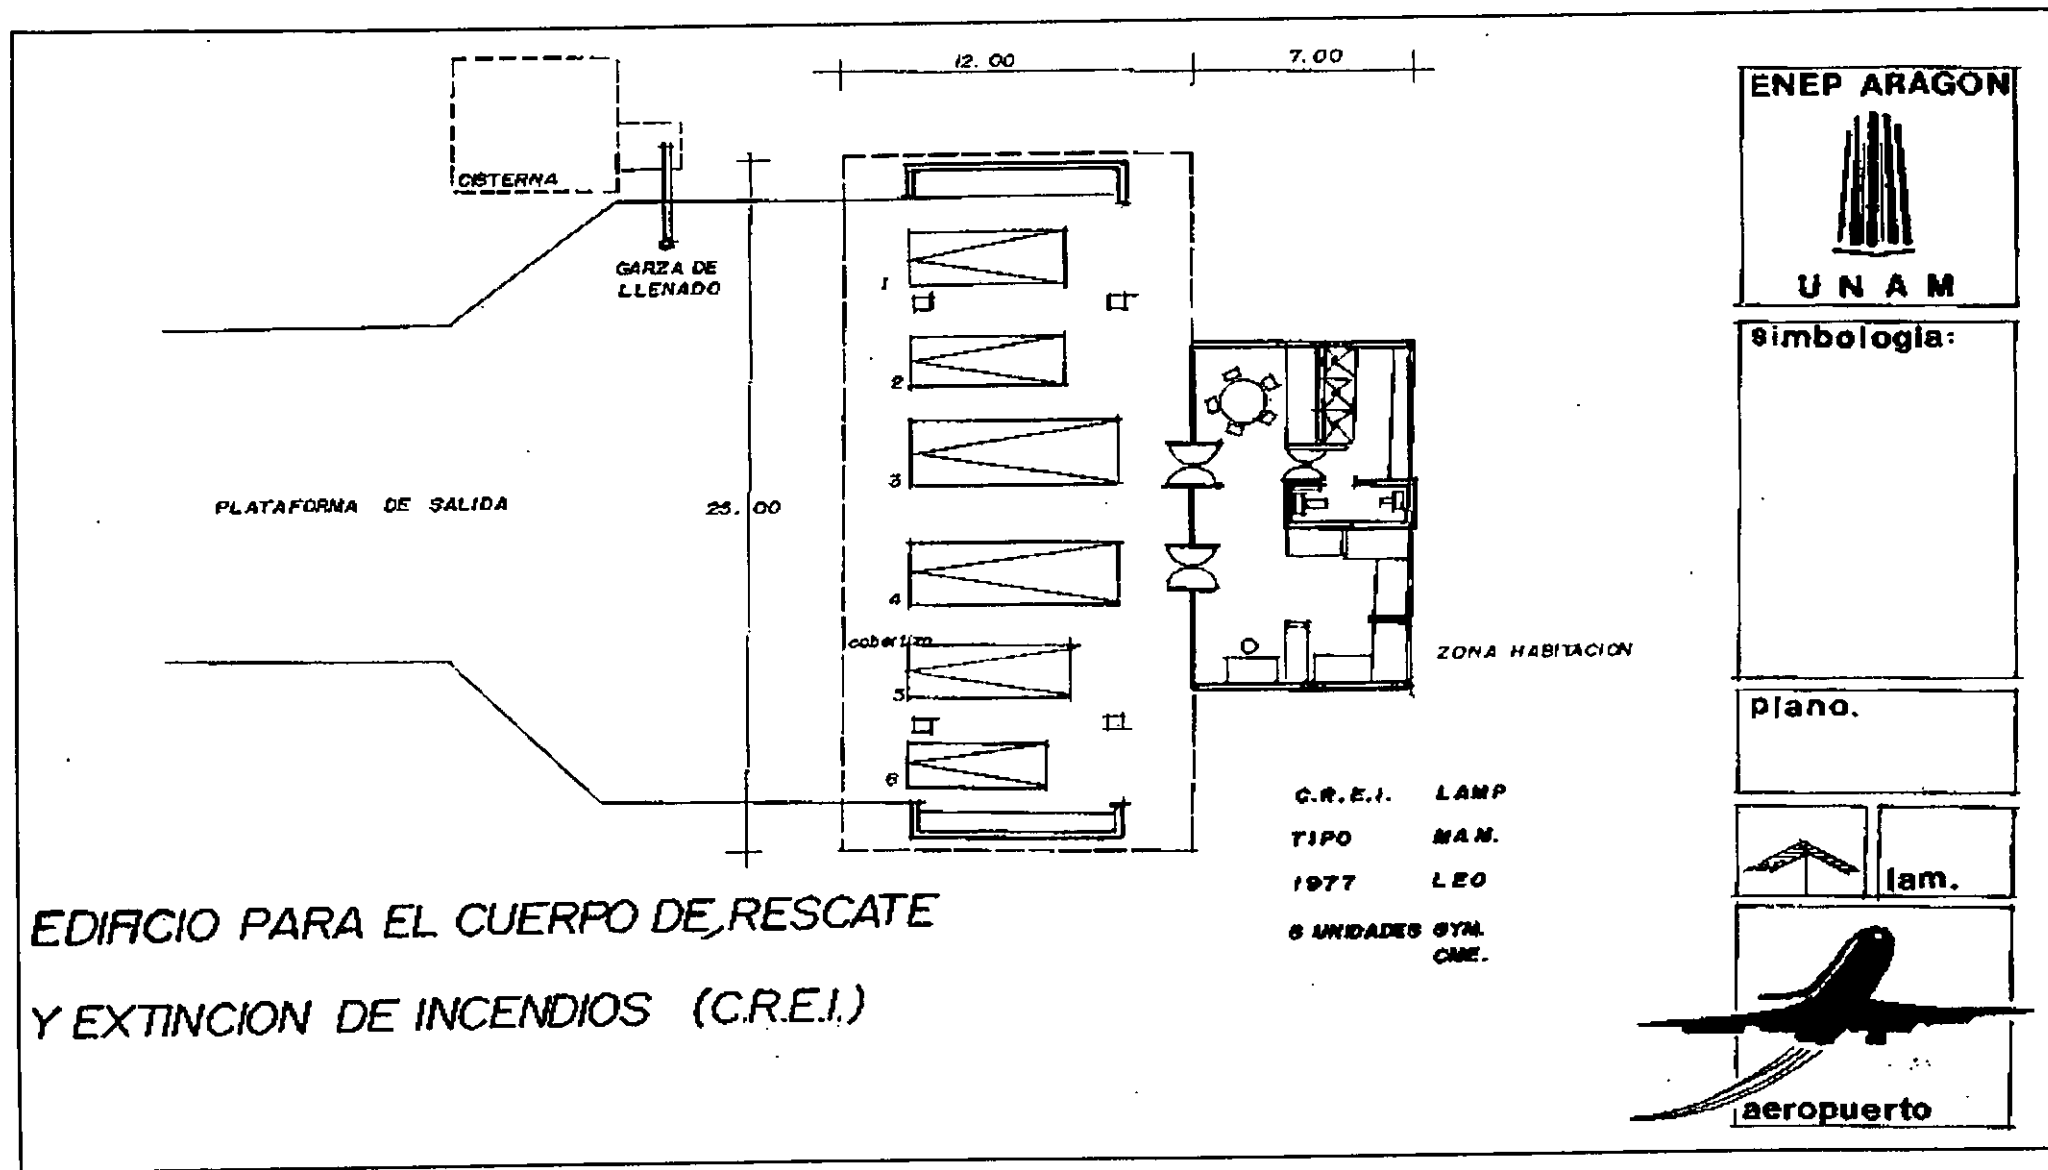 12.00
7.00
CISTERNA
GARZA DE
LLENADO
1
2
3
PLATAFORMA DE SALIDA
25.00
4
cobertizo
5
6
ZONA HABITACION
C.R.E.I. LAMP
TIPO MAM.
1977 LEO
6 UNIDADES GYM.
CME.
EDIFICIO PARA EL CUERPO DE RESCATE
Y EXTINCION DE INCENDIOS (C.R.E.I.)
ENEP ARAGON
UNAM
simbologia:
plano.
lam.
aeropuerto